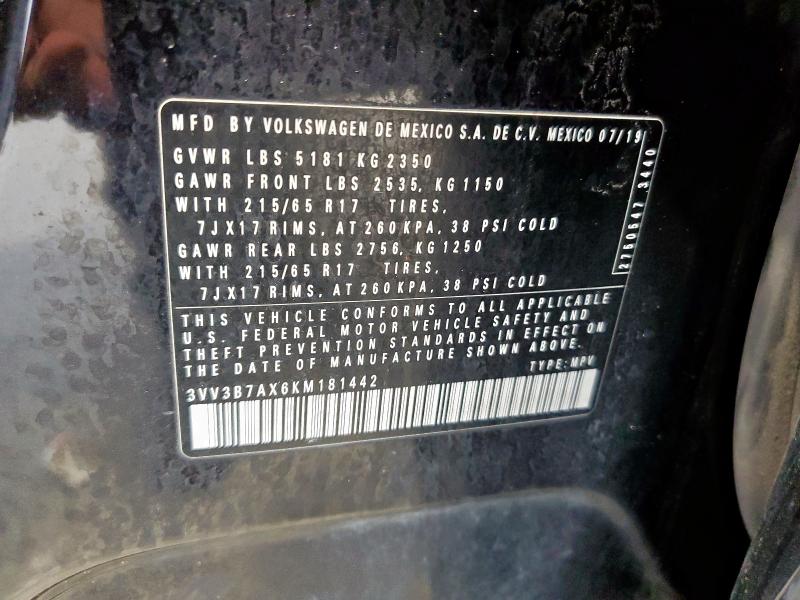 MFD BY VOLKSWAGEN DE MEXICO S.A. DE C.V. MEXICO 07/19
GVWR LBS 5181 KG 2350
GAWR FRONT LBS 2535, KG 1150
WITH 215/65 R17 TIRES,
7JX17 RIMS, AT 260 KPA, 38 PSI COLD
GAWR REAR LBS 2756, KG 1250
WITH 215/65 R17 TIRES,
7JX17 RIMS, AT 260 KPA, 38 PSI COLD
2750547 3440
THIS VEHICLE CONFORMS TO ALL APPLICABLE
U.S. FEDERAL MOTOR VEHICLE SAFETY AND
THEFT PREVENTION STANDARDS IN EFFECT ON
THE DATE OF MANUFACTURE SHOWN ABOVE.
TYPE: MPV
3VV3B7AX6KM181442